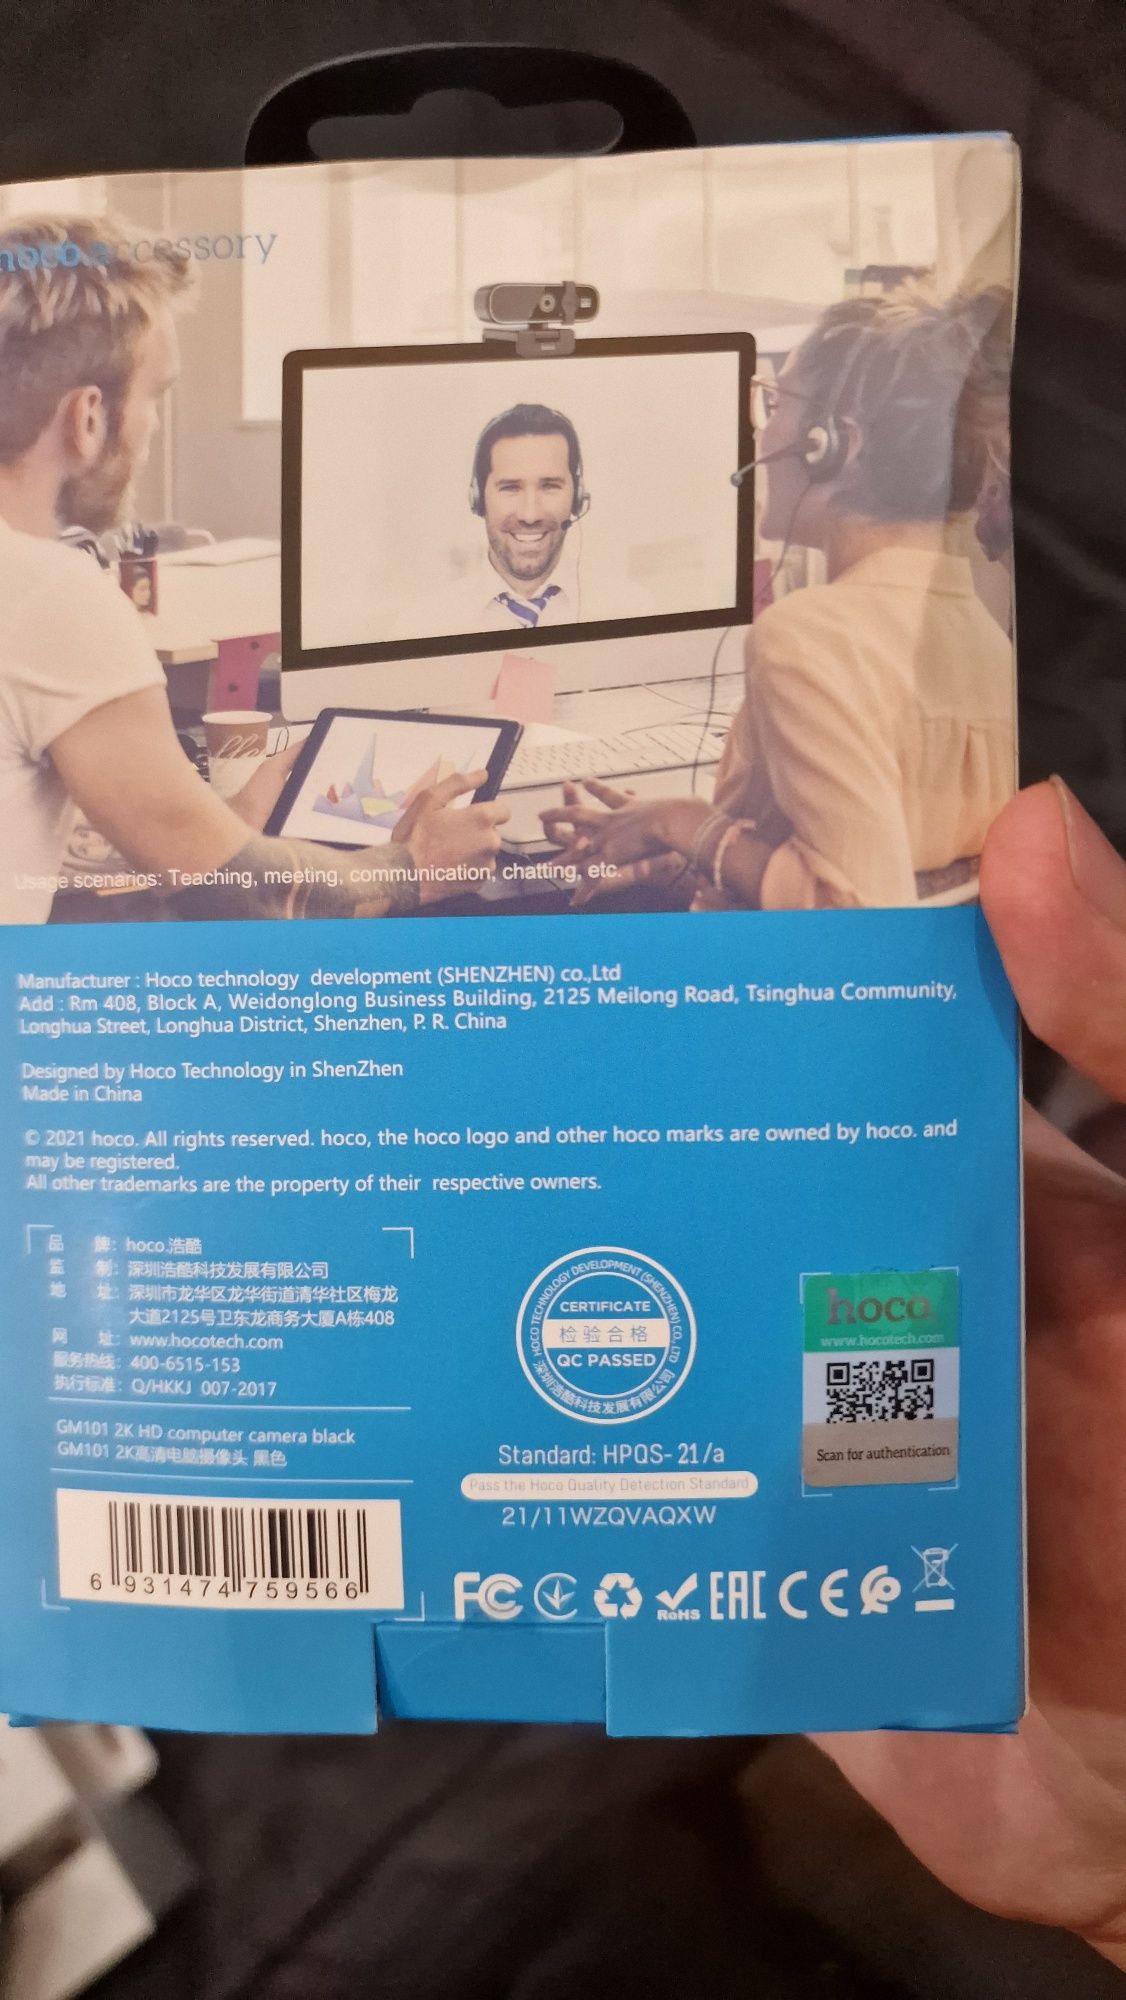 hoco.accessory
Usage scenarios: Teaching, meeting, communication, chatting, etc.
Manufacturer : Hoco technology development (SHENZHEN) co.,Ltd
Add : Rm 408, Block A, Weidonglong Business Building, 2125 Meilong Road, Tsinghua Community,
Longhua Street, Longhua District, Shenzhen, P. R. China
Designed by Hoco Technology in ShenZhen
Made in China
© 2021 hoco. All rights reserved. hoco, the hoco logo and other hoco marks are owned by hoco. and
may be registered.
All other trademarks are the property of their respective owners.
品 牌: hoco.浩酷
监 制: 深圳浩酷科技发展有限公司
地 址: 深圳市龙华区龙华街道清华社区梅龙
大道2125号卫东龙商务大厦A栋408
网 址: www.hocotech.com
服务热线: 400-6515-153
执行标准: Q/HKKJ 007-2017
GM101 2K HD computer camera black
GM101 2K高清电脑摄像头 黑色
6 931474 759566
HOCO TECHNOLOGY DEVELOPMENT (SHENZHEN) CO., LTD
CERTIFICATE
检验合格
QC PASSED
深圳浩酷科技发展有限公司
Standard: HPQS- 21/a
Pass the Hoco Quality Detection Standard
21/11WZQVAQXW
hoco.
www.hocotech.com
Scan for authentication
FC RoHS EAC CE